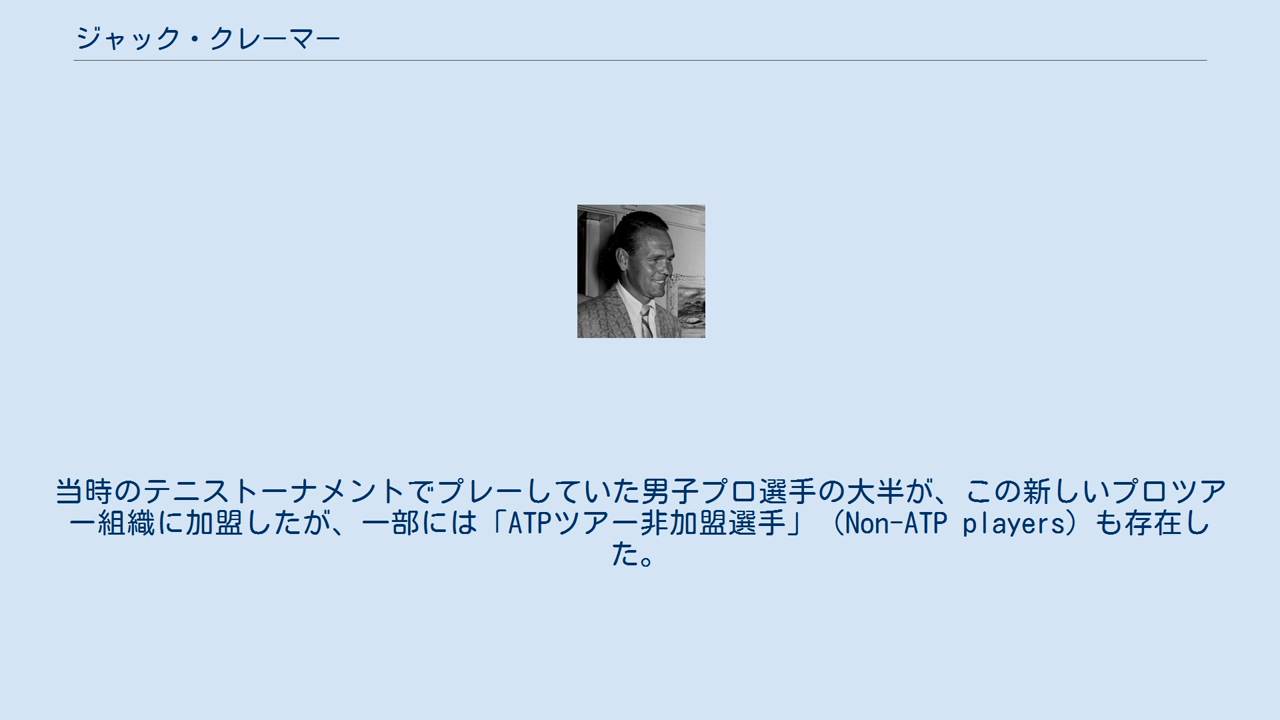 ジャック・クレーマー
当時のテニストーナメントでプレーしていた男子プロ選手の大半が、この新しいプロツア
ー組織に加盟したが、一部には「ATPツアー非加盟選手」（Non-ATP players）も存在し
た。